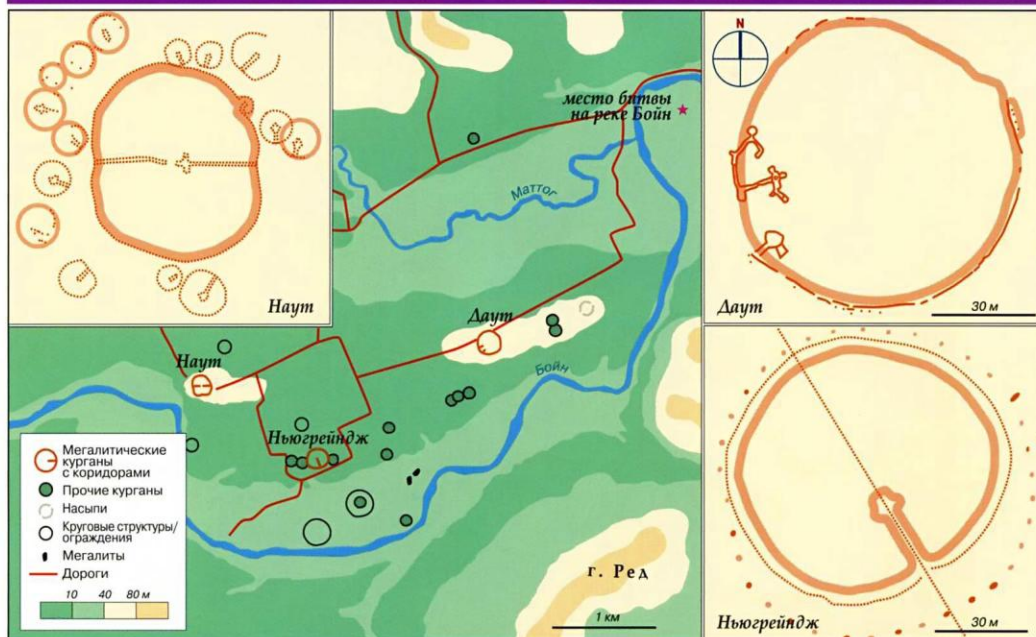 Наут
место битвы
на реке Бойн
Маттог
Даут
Наут
Бойн
Ньюгрейндж
г. Ред
1 км
Мегалитические
курганы
с коридорами
Прочие курганы
Насыпи
Круговые структуры/
ограждения
Мегалиты
Дороги
10 40 80 м
N
Даут
30 м
Ньюгрейндж
30 м